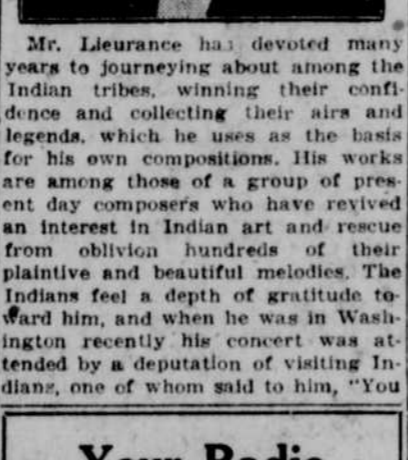 Mr. Lieurance has devoted many
years to journeying about among the
Indian tribes, winning their confi-
dence and collecting their airs and
legends, which he uses as the basis
for his own compositions. His works
are among those of a group of pres-
ent day composers who have revived
an interest in Indian art and rescue
from oblivion hundreds of their
plaintive and beautiful melodies. The
Indians feel a depth of gratitude to-
ward him, and when he was in Wash-
ington recently his concert was at-
tended by a deputation of visiting In-
dians, one of whom said to him, "You
Your Radio